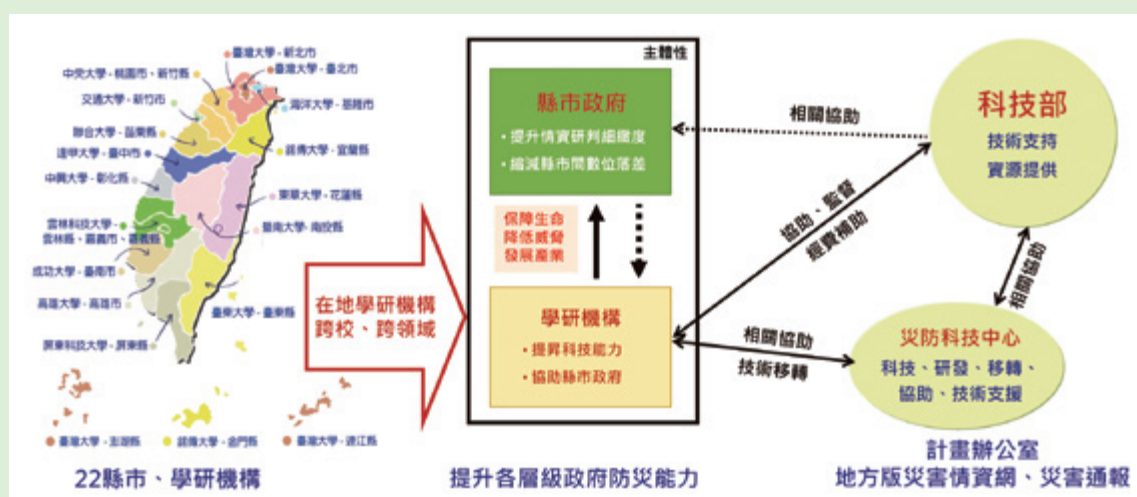 臺灣大學-新北市
臺灣大學-臺北市
中央大學-桃園市、新竹縣
海洋大學-基隆市
交通大學-新竹市
聯合大學-苗栗縣
銘傳大學-宜蘭縣
逢甲大學-臺中市
中興大學-彰化縣
東華大學-花蓮縣
暨南大學-南投縣
雲林科技大學-
雲林縣、嘉義市、嘉義縣
成功大學-臺南市
高雄大學-高雄市
臺東大學-臺東縣
屏東科技大學-屏東縣
臺灣大學-澎湖縣
銘傳大學-金門縣
臺灣大學-連江縣
22縣市、學研機構
在地學研機構
跨校、跨領域
主體性
縣市政府
•提升情資研判細緻度
•縮減縣市間數位落差
保障生命
降低威脅
發展產業
學研機構
•提昇科技能力
•協助縣市政府
提升各層級政府防災能力
相關協助
協助、監督
經費補助
相關協助
技術移轉
科技部
技術支持
資源提供
相關協助
災防科技中心
科技、研發、移轉、
協助、技術支援
計畫辦公室
地方版災害情資網、災害通報